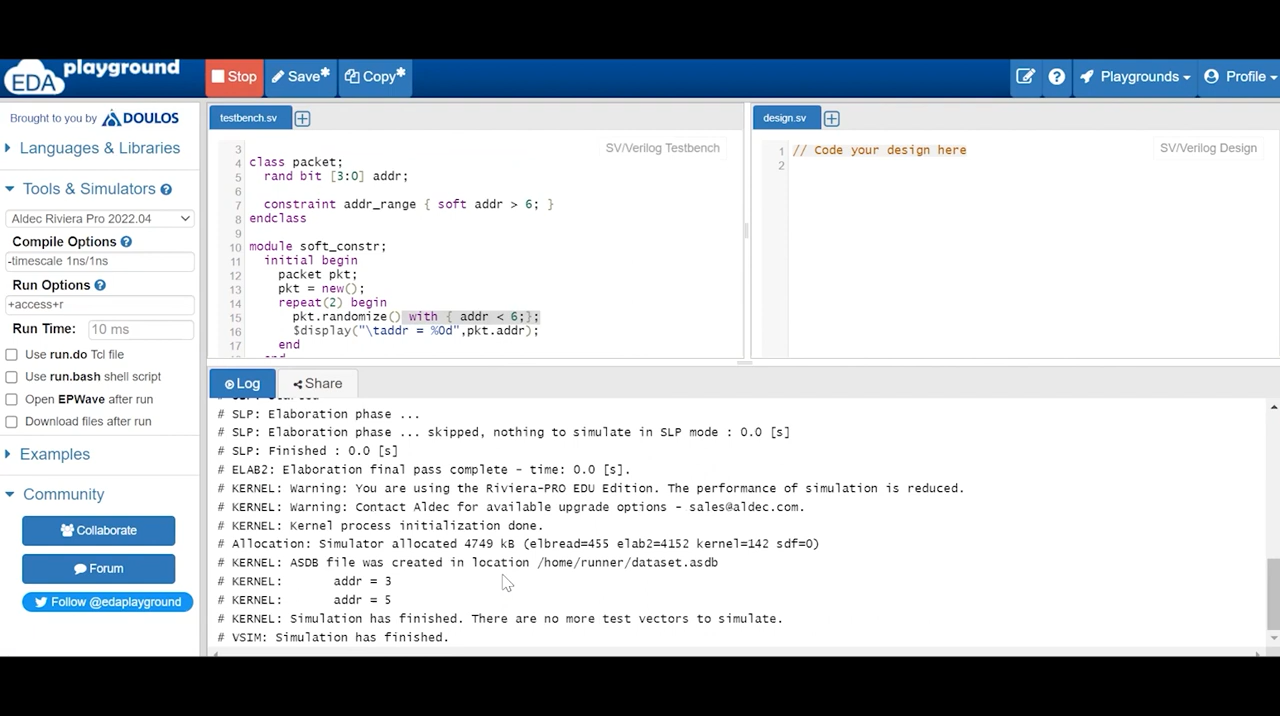 EDA playground
Stop
Save*
Copy*
Playgrounds
Profile
Brought to you by DOULOS
Languages & Libraries
Tools & Simulators
Aldec Riviera Pro 2022.04
Compile Options
-timescale 1ns/1ns
Run Options
+access+r
Run Time: 10 ms
Use run.do Tcl file
Use run.bash shell script
Open EPWave after run
Download files after run
Examples
Community
Collaborate
Forum
Follow @edaplayground
testbench.sv
SV/Verilog Testbench
3
4 class packet;
5 rand bit [3:0] addr;
6
7 constraint addr_range { soft addr > 6; }
8 endclass
9
10 module soft_constr;
11 initial begin
12 packet pkt;
13 pkt = new();
14 repeat(2) begin
15 pkt.randomize() with { addr < 6;};
16 $display("\taddr = %0d",pkt.addr);
17 end
design.sv
SV/Verilog Design
1 // Code your design here
2
Log
Share
# SLP: Elaboration phase ...
# SLP: Elaboration phase ... skipped, nothing to simulate in SLP mode : 0.0 [s]
# SLP: Finished : 0.0 [s]
# ELAB2: Elaboration final pass complete - time: 0.0 [s].
# KERNEL: Warning: You are using the Riviera-PRO EDU Edition. The performance of simulation is reduced.
# KERNEL: Warning: Contact Aldec for available upgrade options - sales@aldec.com.
# KERNEL: Kernel process initialization done.
# Allocation: Simulator allocated 4749 kB (elbread=455 elab2=4152 kernel=142 sdf=0)
# KERNEL: ASDB file was created in location /home/runner/dataset.asdb
# KERNEL: addr = 3
# KERNEL: addr = 5
# KERNEL: Simulation has finished. There are no more test vectors to simulate.
# VSIM: Simulation has finished.